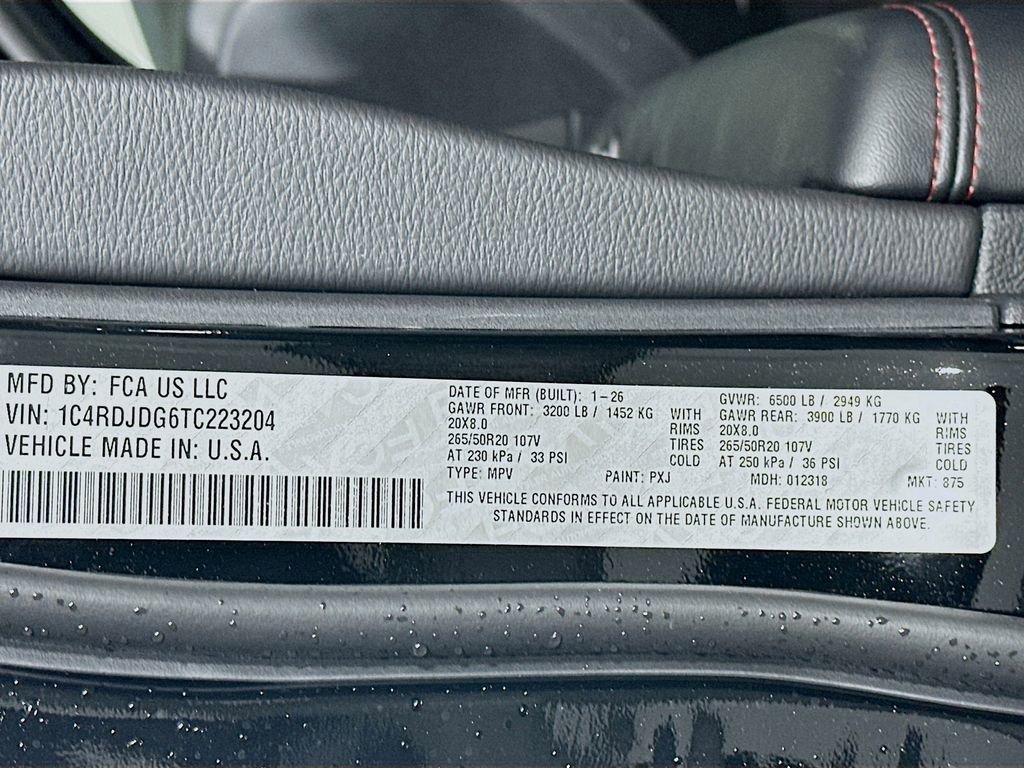 MFD BY: FCA US LLC
VIN: 1C4RDJDG6TC223204
VEHICLE MADE IN: U.S.A.
DATE OF MFR (BUILT): 1-26
GAWR FRONT: 3200 LB / 1452 KG WITH
20X8.0 RIMS
265/50R20 107V TIRES
AT 230 kPa / 33 PSI COLD
TYPE: MPV PAINT: PXJ
GVWR: 6500 LB / 2949 KG
GAWR REAR: 3900 LB / 1770 KG WITH
20X8.0 RIMS
265/50R20 107V TIRES
AT 250 kPa / 36 PSI COLD
MDH: 012318 MKT: 875
THIS VEHICLE CONFORMS TO ALL APPLICABLE U.S.A. FEDERAL MOTOR VEHICLE SAFETY
STANDARDS IN EFFECT ON THE DATE OF MANUFACTURE SHOWN ABOVE.